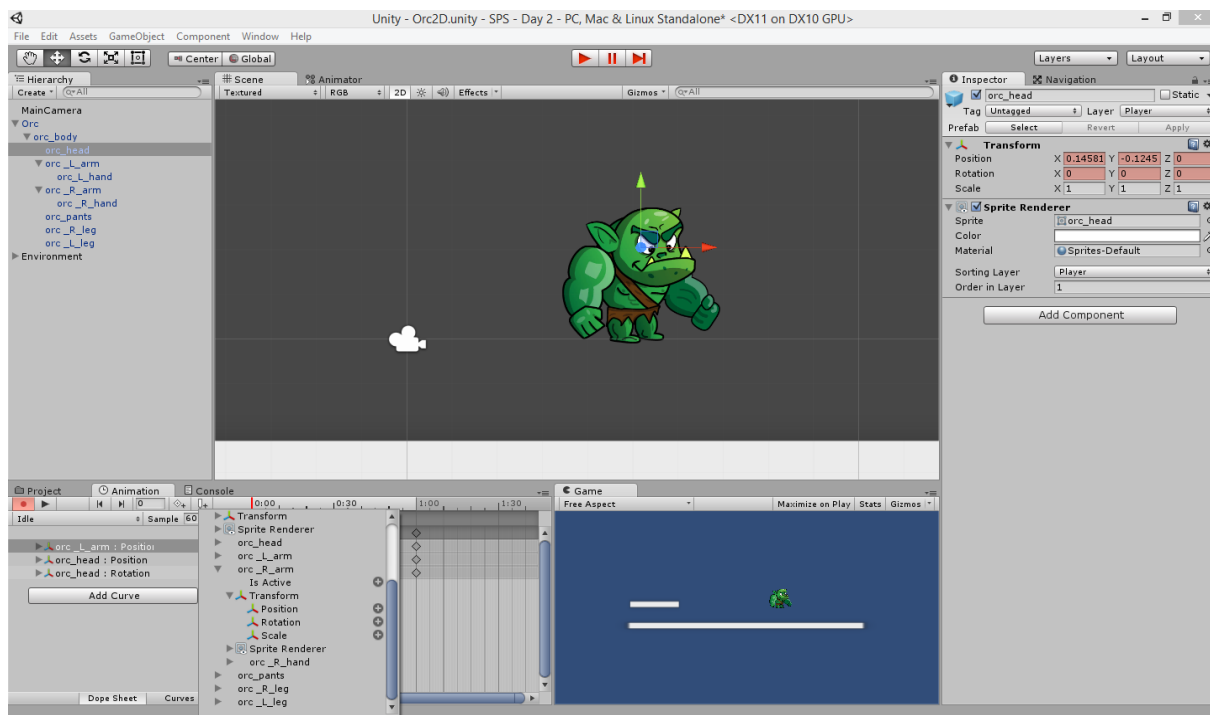 Unity - Orc2D.unity - SPS - Day 2 - PC, Mac & Linux Standalone* <DX11 on DX10 GPU>
File Edit Assets GameObject Component Window Help
Center Global
Layers Layout
Hierarchy
Create All
MainCamera
Orc
orc_body
orc_head
orc _L_arm
orc_L_hand
orc _R_arm
orc _R_hand
orc_pants
orc _R_leg
orc _L_leg
Environment
Scene Animator
Textured RGB 2D Effects Gizmos All
Inspector Navigation
orc_head Static
Tag Untagged Layer Player
Prefab Select Revert Apply
Transform
Position X 0.14581 Y -0.1245 Z 0
Rotation X 0 Y 0 Z 0
Scale X 1 Y 1 Z 1
Sprite Renderer
Sprite orc_head
Color
Material Sprites-Default
Sorting Layer Player
Order in Layer 1
Add Component
Project Animation Console
0 0:00 0:30 1:00 1:30
Idle Sample 60
orc _L_arm : Position
orc_head : Position
orc_head : Rotation
Add Curve
Dope Sheet Curves
Transform
Sprite Renderer
orc_head
orc _L_arm
orc _R_arm
Is Active
Transform
Position
Rotation
Scale
Sprite Renderer
orc _R_hand
orc_pants
orc _R_leg
orc _L_leg
Game
Free Aspect Maximize on Play Stats Gizmos